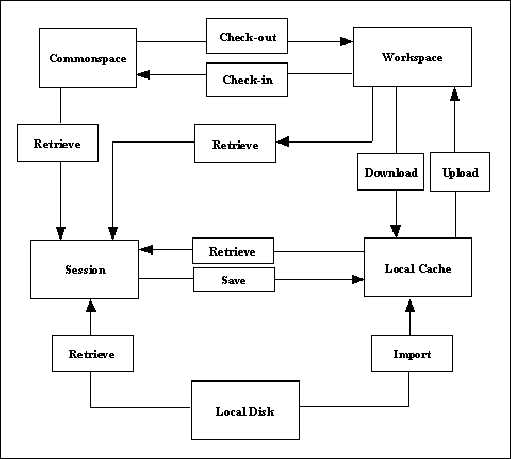 Check-out
Commonspace
Workspace
Check-in
Retrieve
Retrieve
Download
Upload
Retrieve
Session
Local Cache
Save
Retrieve
Import
Local Disk